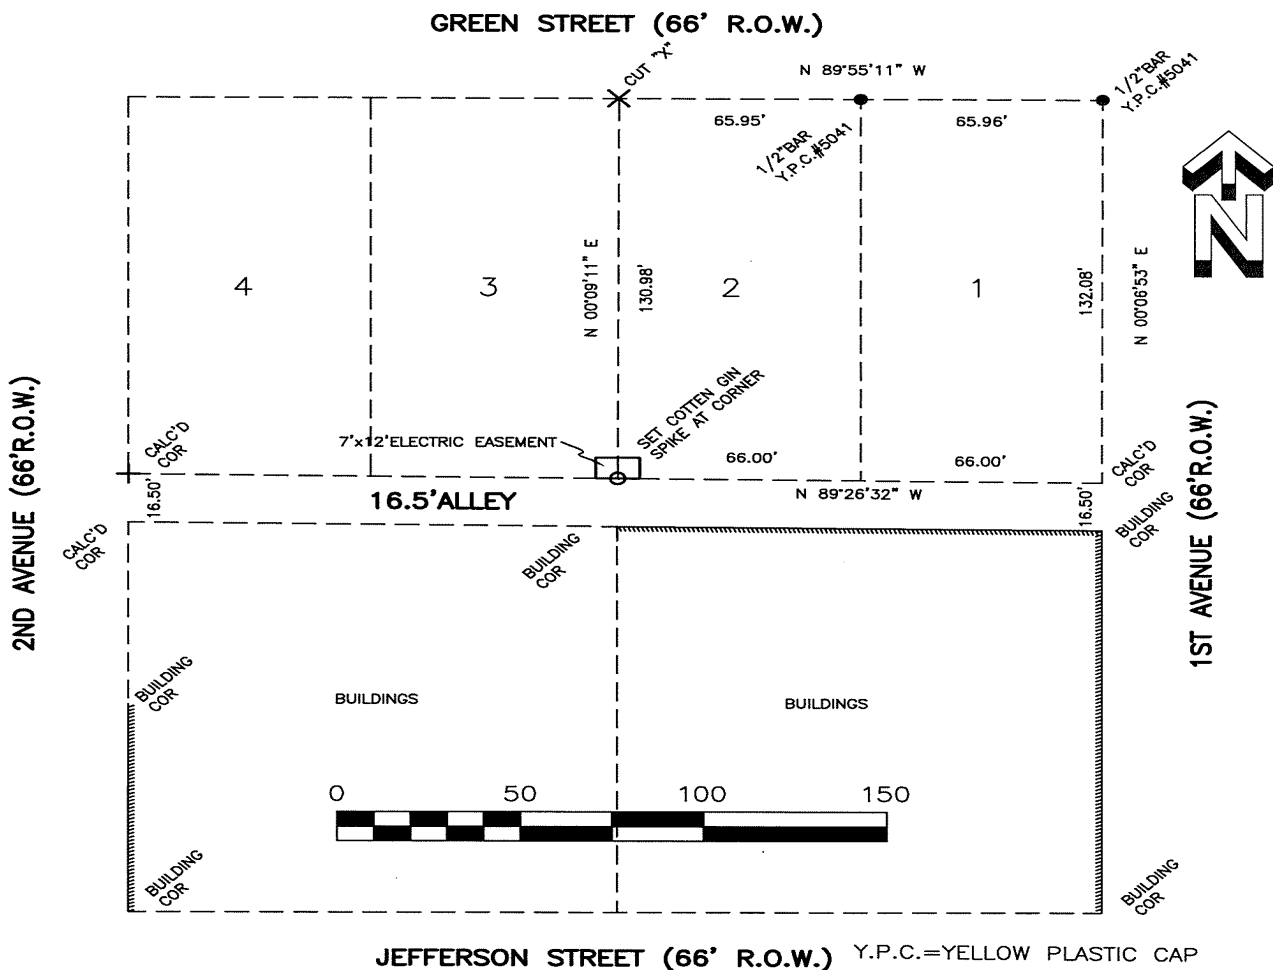 GREEN STREET (66' R.O.W.)
CUT "X"
N 89°55'11" W
1/2"BAR
Y.P.C.#5041
65.95'
65.96'
1/2"BAR
Y.P.C.#5041
N
4
3
2
1
N 00°09'11" E
130.98'
132.08'
N 00°06'53" E
2ND AVENUE (66'R.O.W.)
1ST AVENUE (66'R.O.W.)
CALC'D
COR
7'x12'ELECTRIC EASEMENT
SET COTTEN GIN
SPIKE AT CORNER
66.00'
66.00'
CALC'D
COR
16.50'
16.5'ALLEY
N 89°26'32" W
16.50'
BUILDING
COR
CALC'D
COR
BUILDING
COR
BUILDING
COR
BUILDINGS
BUILDINGS
0 50 100 150
BUILDING
COR
BUILDING
COR
JEFFERSON STREET (66' R.O.W.)
Y.P.C.=YELLOW PLASTIC CAP